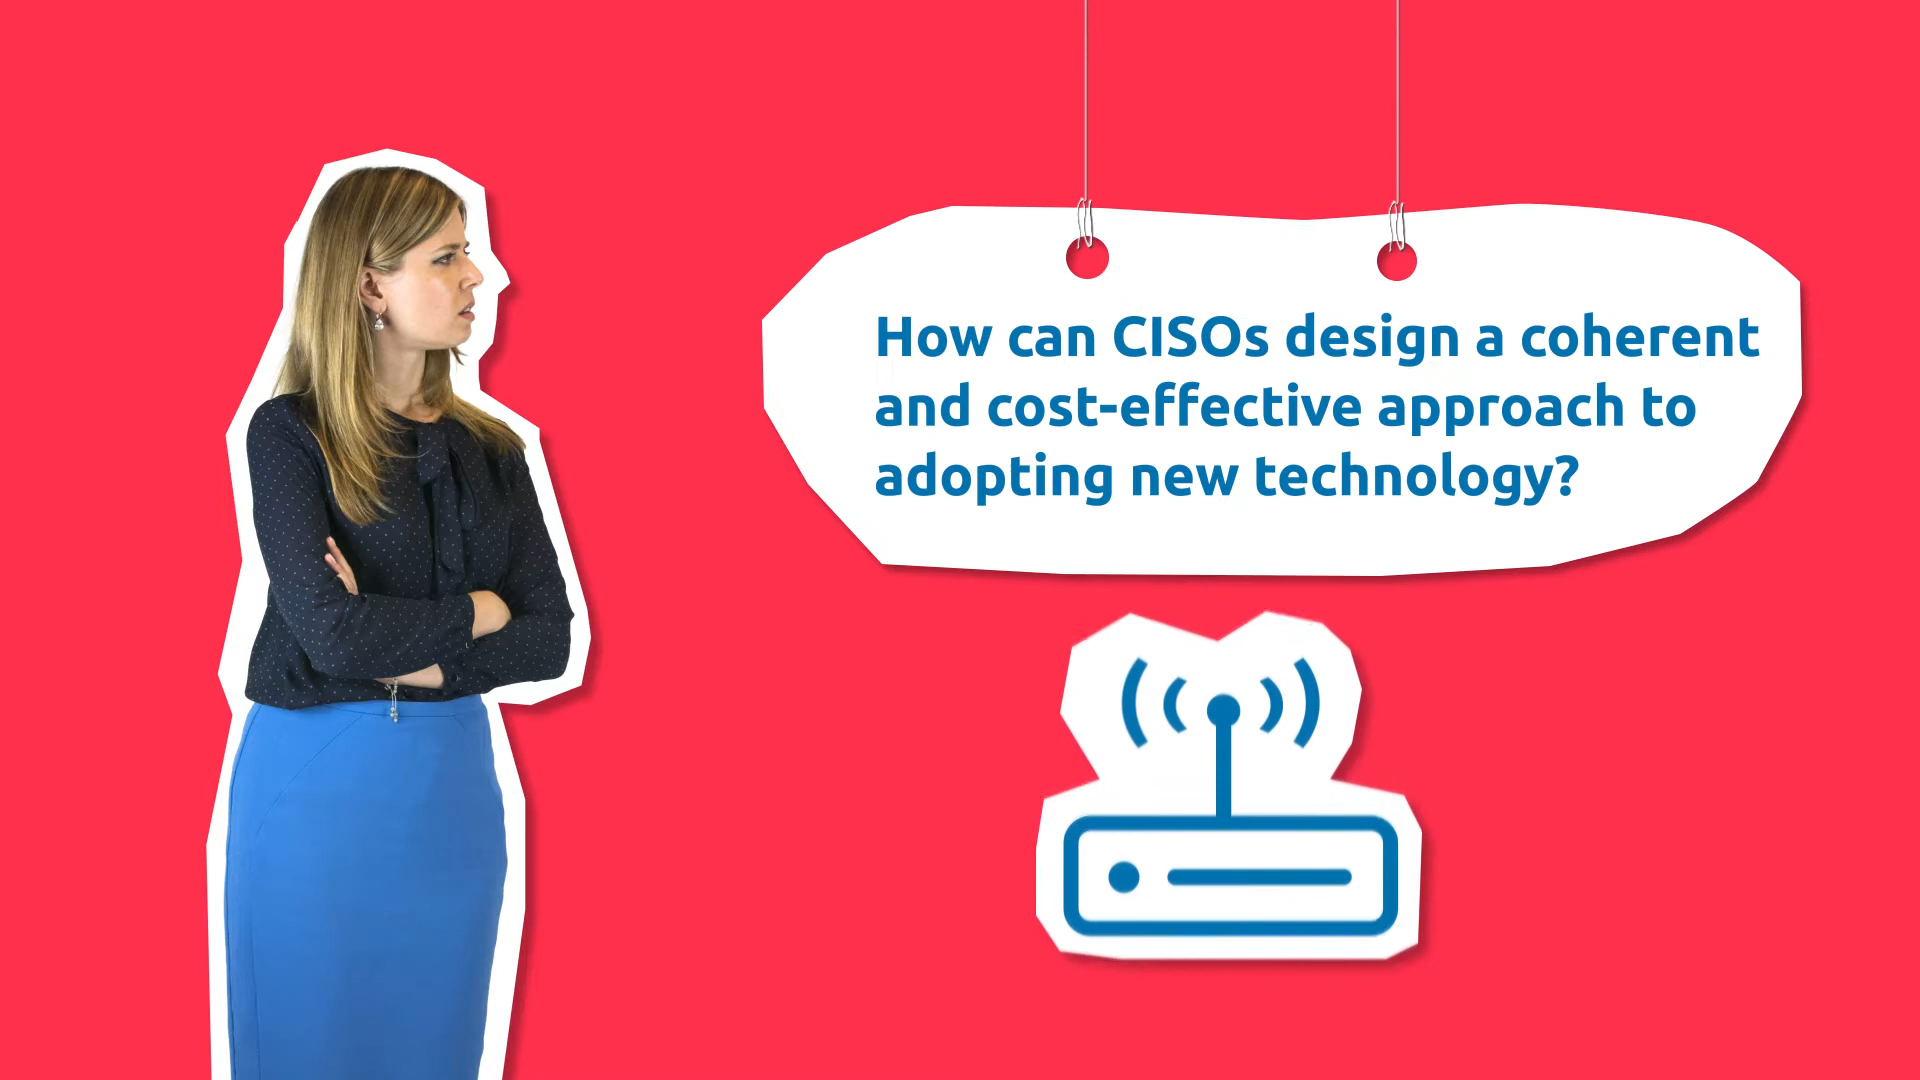 How can CISOs design a coherent
and cost-effective approach to
adopting new technology?